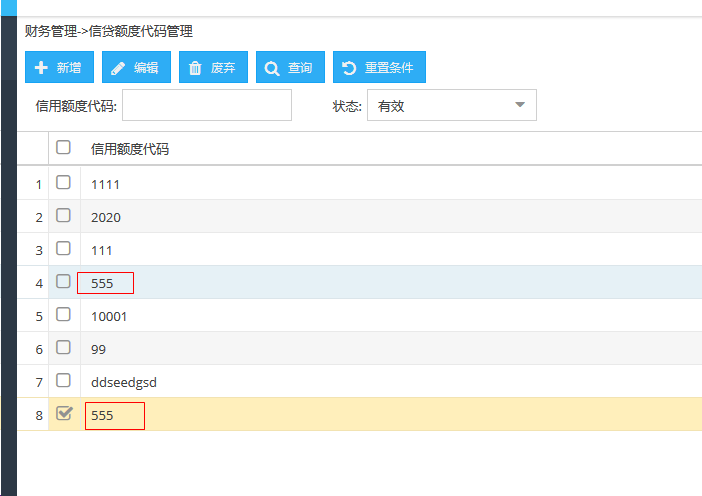 财务管理->信贷额度代码管理
新增 编辑 废弃 查询 重置条件
信用额度代码: 状态: 有效
信用额度代码
1 1111
2 2020
3 111
4 555
5 10001
6 99
7 ddseedgsd
8 555